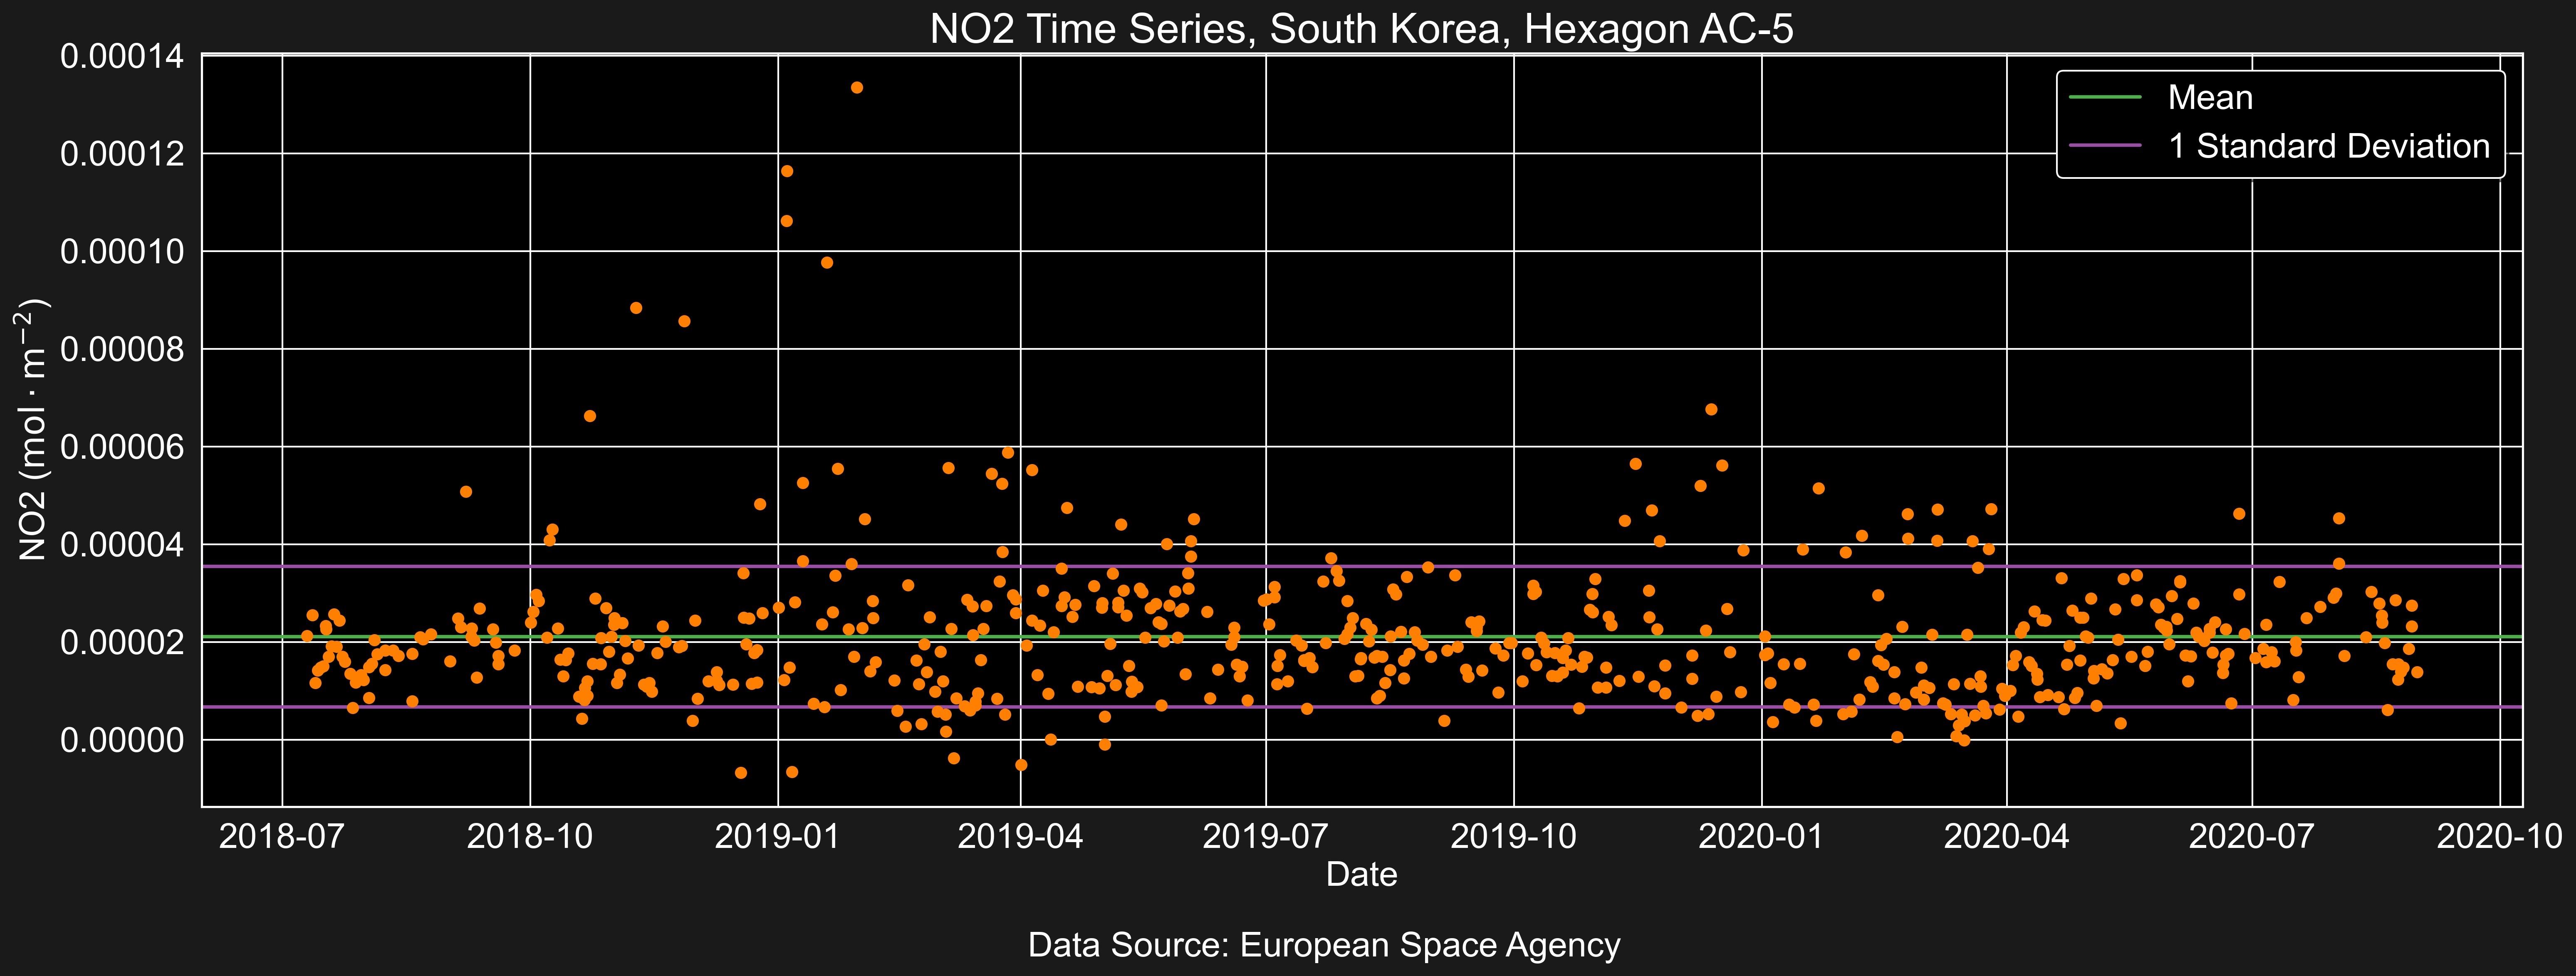 NO2 Time Series, South Korea, Hexagon AC-5
0.00014
0.00012
0.00010
0.00008
0.00006
0.00004
0.00002
0.00000
NO2 (mol · m⁻²)
Mean
1 Standard Deviation
2018-07 2018-10 2019-01 2019-04 2019-07 2019-10 2020-01 2020-04 2020-07 2020-10
Date
Data Source: European Space Agency